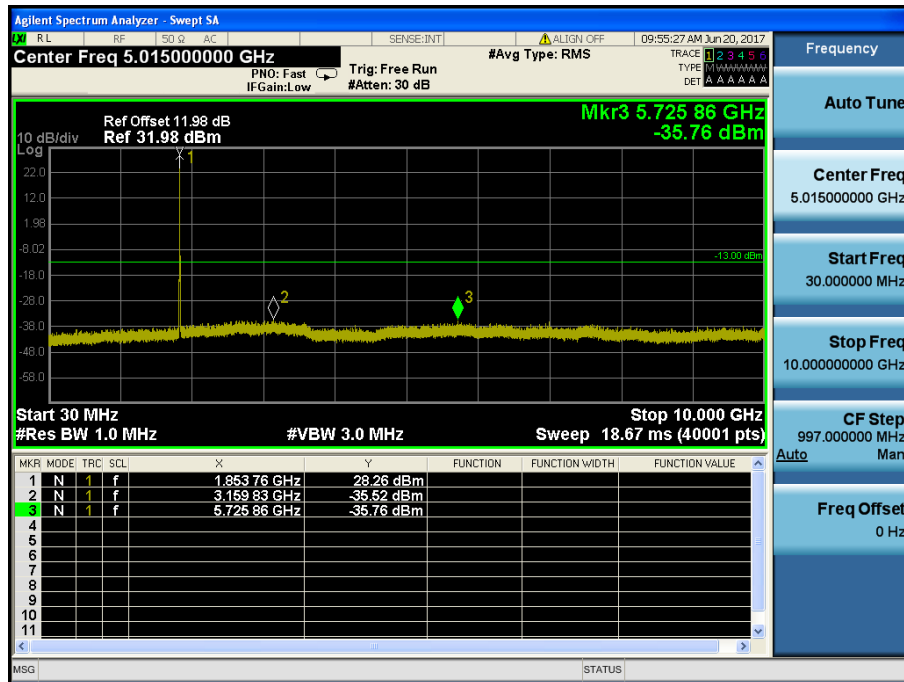 Agilent Spectrum Analyzer - Swept SA
LXI RL RF 50 Ω AC SENSE:INT ALIGN OFF 09:55:27 AM Jun 20, 2017
Center Freq 5.015000000 GHz #Avg Type: RMS TRACE 1 2 3 4 5 6
PNO: Fast Trig: Free Run TYPE M WWWWW
IFGain:Low #Atten: 30 dB DET A A A A A A
Mkr3 5.725 86 GHz
Ref Offset 11.98 dB
10 dB/div Ref 31.98 dBm -35.76 dBm
Log
1
22.0
12.0
1.98
-8.02
-13.00 dBm
-18.0
-28.0
2 3
-38.0
-48.0
-58.0
Start 30 MHz Stop 10.000 GHz
#Res BW 1.0 MHz #VBW 3.0 MHz Sweep 18.67 ms (40001 pts)
MKR MODE TRC SCL X Y FUNCTION FUNCTION WIDTH FUNCTION VALUE
1 N 1 f 1.853 76 GHz 28.26 dBm
2 N 1 f 3.159 83 GHz -35.52 dBm
3 N 1 f 5.725 86 GHz -35.76 dBm
4
5
6
7
8
9
10
11
MSG STATUS
Frequency
Auto Tune
Center Freq
5.015000000 GHz
Start Freq
30.000000 MHz
Stop Freq
10.000000000 GHz
CF Step
997.000000 MHz
Auto Man
Freq Offset
0 Hz